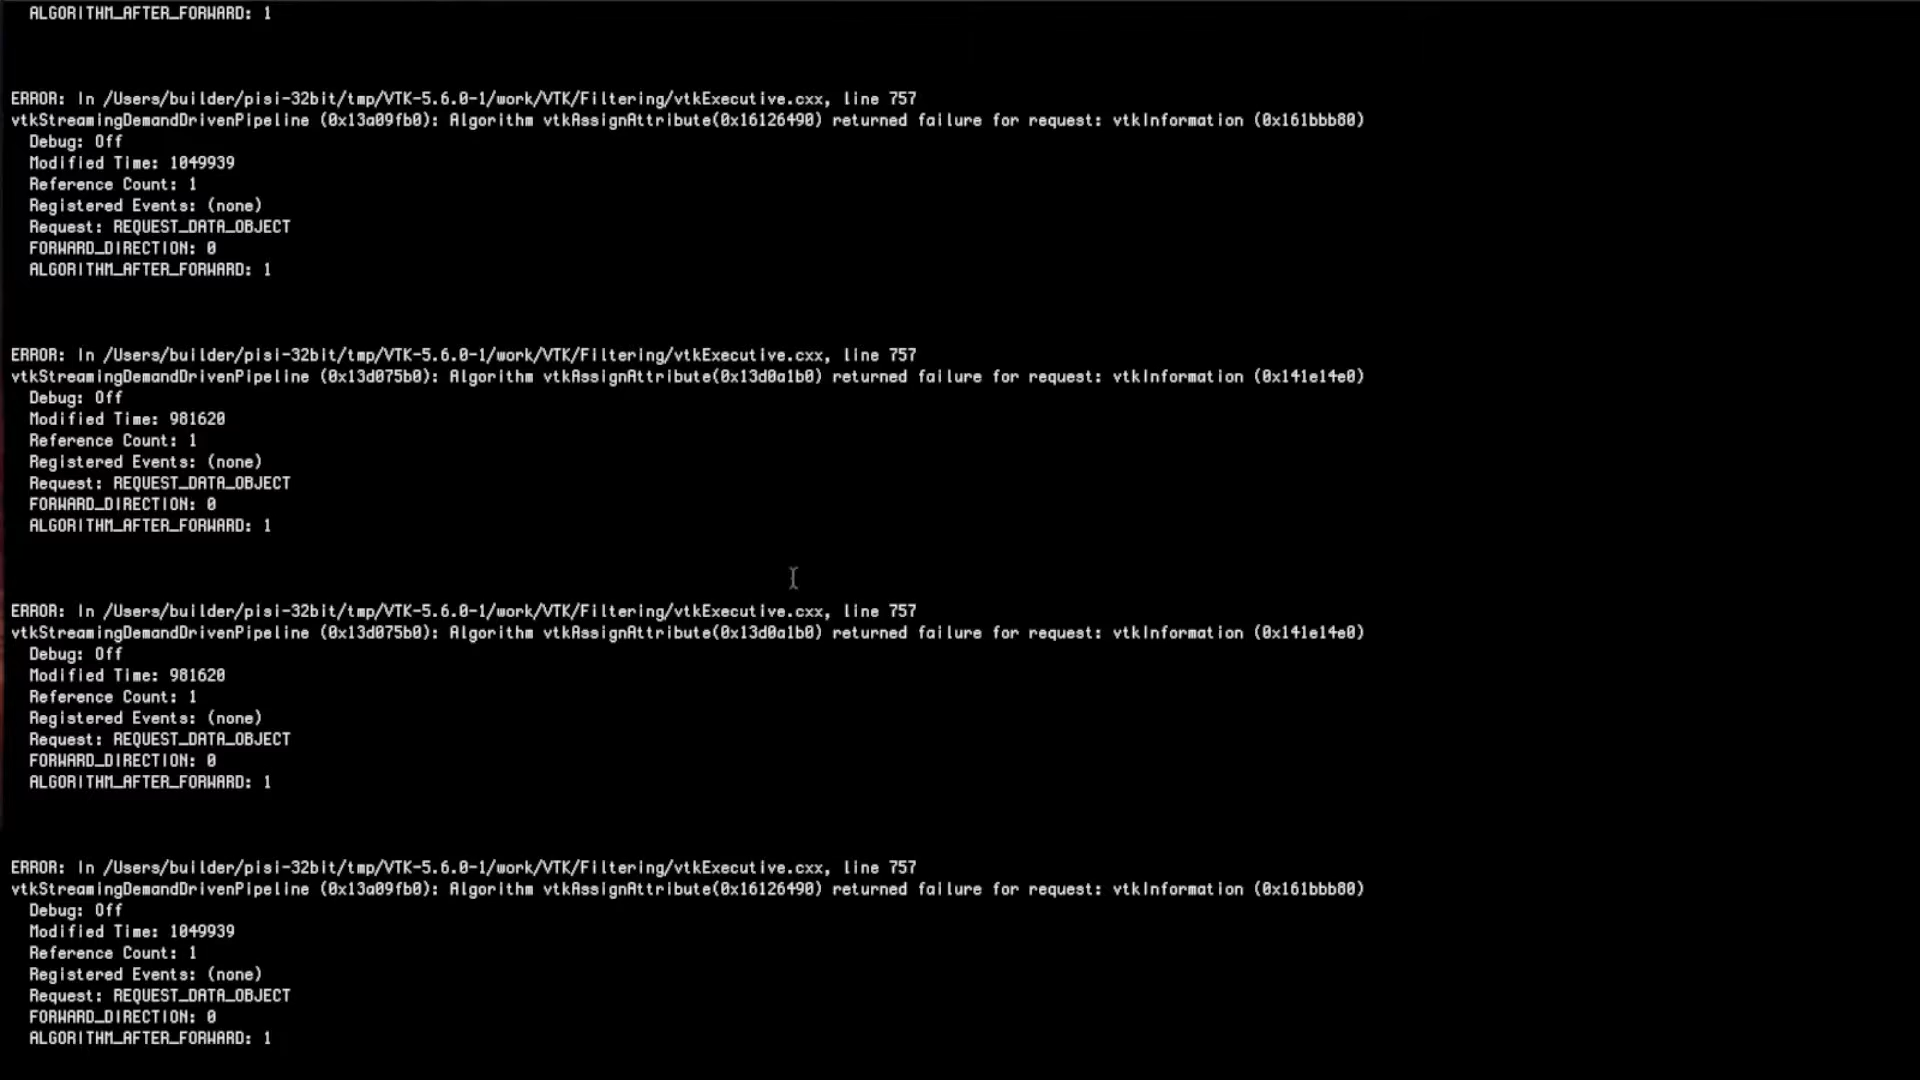 ALGORITHM_AFTER_FORWARD: 1
ERROR: In /Users/builder/pisi-32bit/tmp/VTK-5.6.0-1/work/VTK/Filtering/vtkExecutive.cxx, line 757
vtkStreamingDemandDrivenPipeline (0x13a09fb0): Algorithm vtkAssignAttribute(0x16126490) returned failure for request: vtkInformation (0x161bbb80)
Debug: Off
Modified Time: 1049939
Reference Count: 1
Registered Events: (none)
Request: REQUEST_DATA_OBJECT
FORWARD_DIRECTION: 0
ALGORITHM_AFTER_FORWARD: 1
ERROR: In /Users/builder/pisi-32bit/tmp/VTK-5.6.0-1/work/VTK/Filtering/vtkExecutive.cxx, line 757
vtkStreamingDemandDrivenPipeline (0x13d075b0): Algorithm vtkAssignAttribute(0x13d0a1b0) returned failure for request: vtkInformation (0x141e14e0)
Debug: Off
Modified Time: 981620
Reference Count: 1
Registered Events: (none)
Request: REQUEST_DATA_OBJECT
FORWARD_DIRECTION: 0
ALGORITHM_AFTER_FORWARD: 1
ERROR: In /Users/builder/pisi-32bit/tmp/VTK-5.6.0-1/work/VTK/Filtering/vtkExecutive.cxx, line 757
vtkStreamingDemandDrivenPipeline (0x13d075b0): Algorithm vtkAssignAttribute(0x13d0a1b0) returned failure for request: vtkInformation (0x141e14e0)
Debug: Off
Modified Time: 981620
Reference Count: 1
Registered Events: (none)
Request: REQUEST_DATA_OBJECT
FORWARD_DIRECTION: 0
ALGORITHM_AFTER_FORWARD: 1
ERROR: In /Users/builder/pisi-32bit/tmp/VTK-5.6.0-1/work/VTK/Filtering/vtkExecutive.cxx, line 757
vtkStreamingDemandDrivenPipeline (0x13a09fb0): Algorithm vtkAssignAttribute(0x16126490) returned failure for request: vtkInformation (0x161bbb80)
Debug: Off
Modified Time: 1049939
Reference Count: 1
Registered Events: (none)
Request: REQUEST_DATA_OBJECT
FORWARD_DIRECTION: 0
ALGORITHM_AFTER_FORWARD: 1